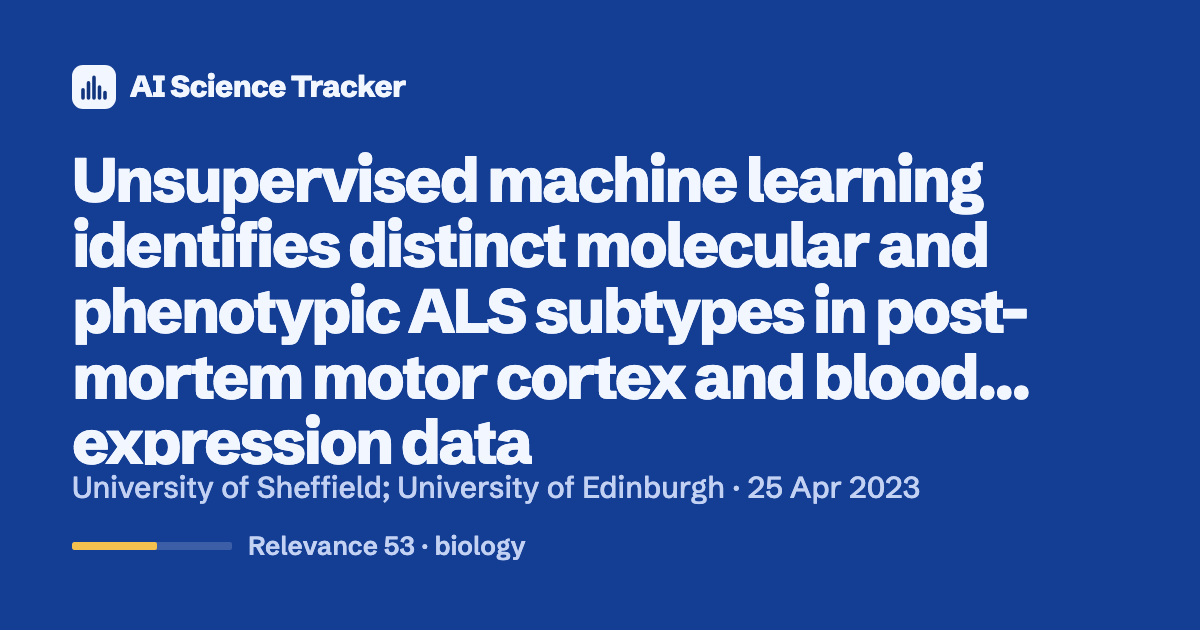 AI Science Tracker
Unsupervised machine learning
identifies distinct molecular and
phenotypic ALS subtypes in post-
mortem motor cortex and blood...
expression data
University of Sheffield; University of Edinburgh · 25 Apr 2023
Relevance 53 · biology